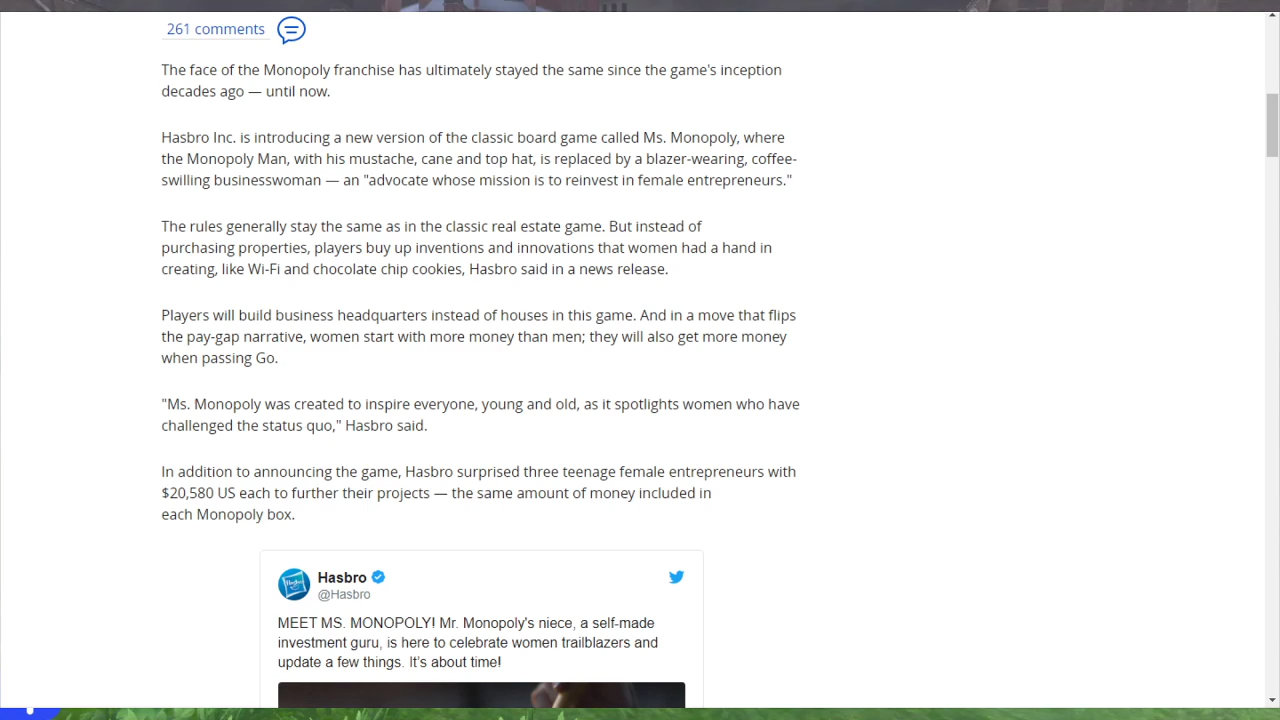 261 comments
The face of the Monopoly franchise has ultimately stayed the same since the game's inception
decades ago — until now.
Hasbro Inc. is introducing a new version of the classic board game called Ms. Monopoly, where
the Monopoly Man, with his mustache, cane and top hat, is replaced by a blazer-wearing, coffee-
swilling businesswoman — an "advocate whose mission is to reinvest in female entrepreneurs."
The rules generally stay the same as in the classic real estate game. But instead of
purchasing properties, players buy up inventions and innovations that women had a hand in
creating, like Wi-Fi and chocolate chip cookies, Hasbro said in a news release.
Players will build business headquarters instead of houses in this game. And in a move that flips
the pay-gap narrative, women start with more money than men; they will also get more money
when passing Go.
"Ms. Monopoly was created to inspire everyone, young and old, as it spotlights women who have
challenged the status quo," Hasbro said.
In addition to announcing the game, Hasbro surprised three teenage female entrepreneurs with
$20,580 US each to further their projects — the same amount of money included in
each Monopoly box.
Hasbro
@Hasbro
MEET MS. MONOPOLY! Mr. Monopoly's niece, a self-made
investment guru, is here to celebrate women trailblazers and
update a few things. It's about time!